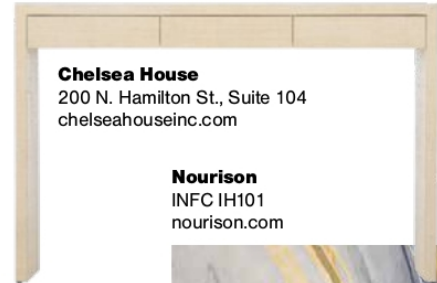 Chelsea House
200 N. Hamilton St., Suite 104
chelseahouseinc.com
Nourison
INFC IH101
nourison.com